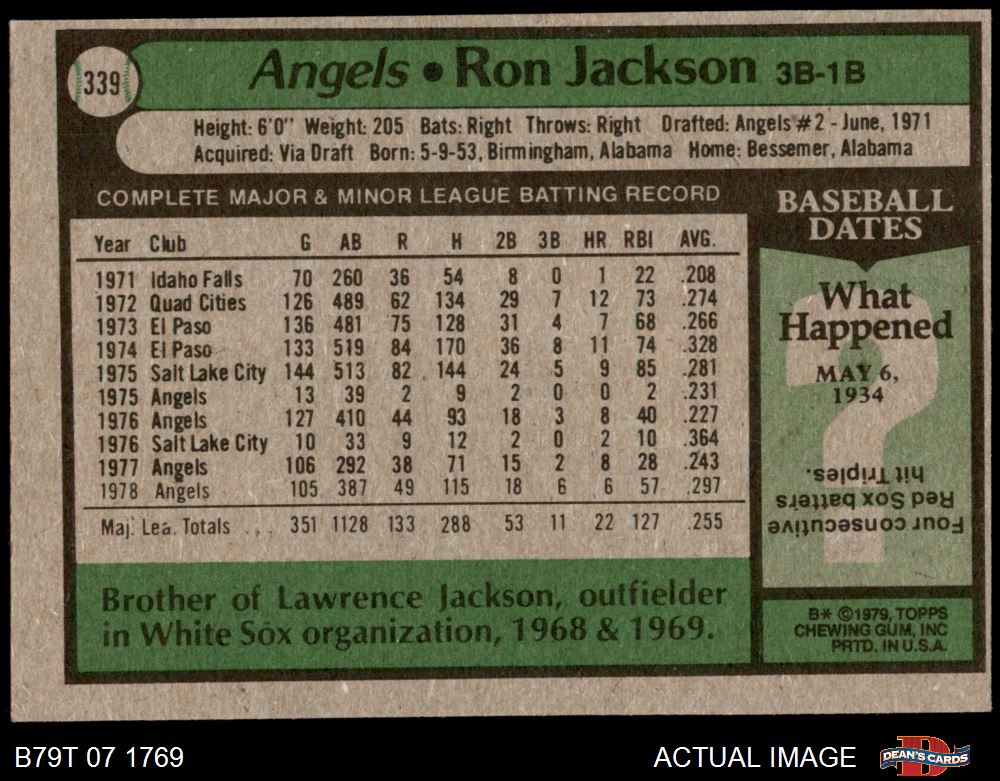 339
Angels • Ron Jackson 3B-1B
Height: 6'0" Weight: 205 Bats: Right Throws: Right Drafted: Angels #2 - June, 1971
Acquired: Via Draft Born: 5-9-53, Birmingham, Alabama Home: Bessemer, Alabama
COMPLETE MAJOR & MINOR LEAGUE BATTING RECORD
Year Club G AB R H 2B 3B HR RBI AVG.
1971 Idaho Falls 70 260 36 54 8 0 1 22 .208
1972 Quad Cities 126 489 62 134 29 7 12 73 .274
1973 El Paso 136 481 75 128 31 4 7 68 .266
1974 El Paso 133 519 84 170 36 8 11 74 .328
1975 Salt Lake City 144 513 82 144 24 5 9 85 .281
1975 Angels 13 39 2 9 2 0 0 2 .231
1976 Angels 127 410 44 93 18 3 8 40 .227
1976 Salt Lake City 10 33 9 12 2 0 2 10 .364
1977 Angels 106 292 38 71 15 2 8 28 .243
1978 Angels 105 387 49 115 18 6 6 57 .297
Maj. Lea. Totals ... 351 1128 133 288 53 11 22 127 .255
Brother of Lawrence Jackson, outfielder
in White Sox organization, 1968 & 1969.
BASEBALL
DATES
What
Happened
MAY 6,
1934
Four consecutive
Red Sox batters
hit Triples.
B* ©1979, TOPPS
CHEWING GUM, INC
PRTD. IN U.S.A.
B79T 07 1769
ACTUAL IMAGE
DEAN'S CARDS